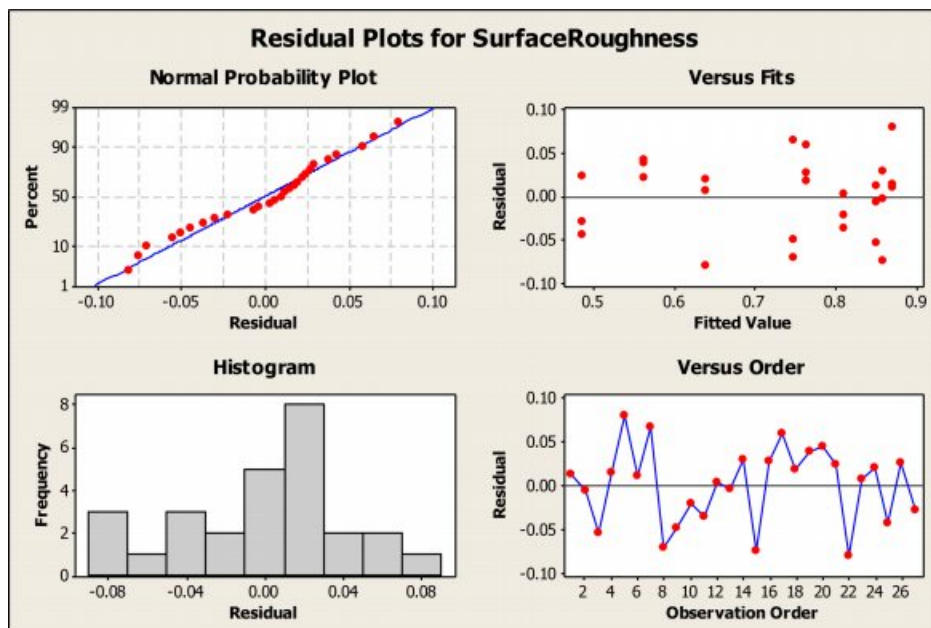 Residual Plots for SurfaceRoughness
Normal Probability Plot
Percent
99
90
50
10
1
-0.10 -0.05 0.00 0.05 0.10
Residual
Versus Fits
Residual
0.10
0.05
0.00
-0.05
-0.10
0.5 0.6 0.7 0.8 0.9
Fitted Value
Histogram
Frequency
8
6
4
2
0
-0.08 -0.04 0.00 0.04 0.08
Residual
Versus Order
Residual
0.10
0.05
0.00
-0.05
-0.10
2 4 6 8 10 12 14 16 18 20 22 24 26
Observation Order